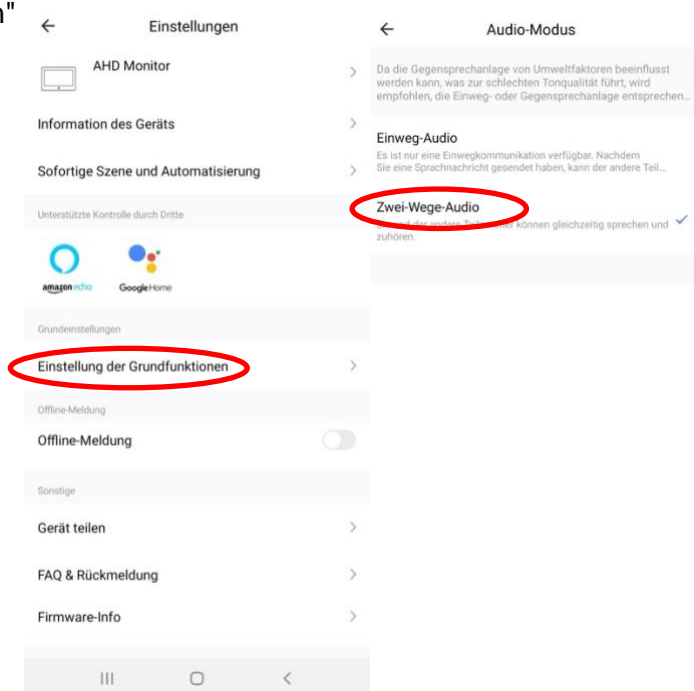 n"
Einstellungen
AHD Monitor
Information des Geräts
Sofortige Szene und Automatisierung
Unterstützte Kontrolle durch Dritte
amazon echo
Google Home
Grundeinstellungen
Einstellung der Grundfunktionen
Offline-Meldung
Offline-Meldung
Sonstige
Gerät teilen
FAQ & Rückmeldung
Firmware-Info
Audio-Modus
Da die Gegensprechanlage von Umweltfaktoren beeinflusst
werden kann, was zur schlechten Tonqualität führt, wird
empfohlen, die Einweg- oder Gegensprechanlage entsprechen...
Einweg-Audio
Es ist nur eine Einwegkommunikation verfügbar. Nachdem
Sie eine Sprachnachricht gesendet haben, kann der andere Teil...
Zwei-Wege-Audio
und der andere Teilnehmer können gleichzeitig sprechen und
zuhören.